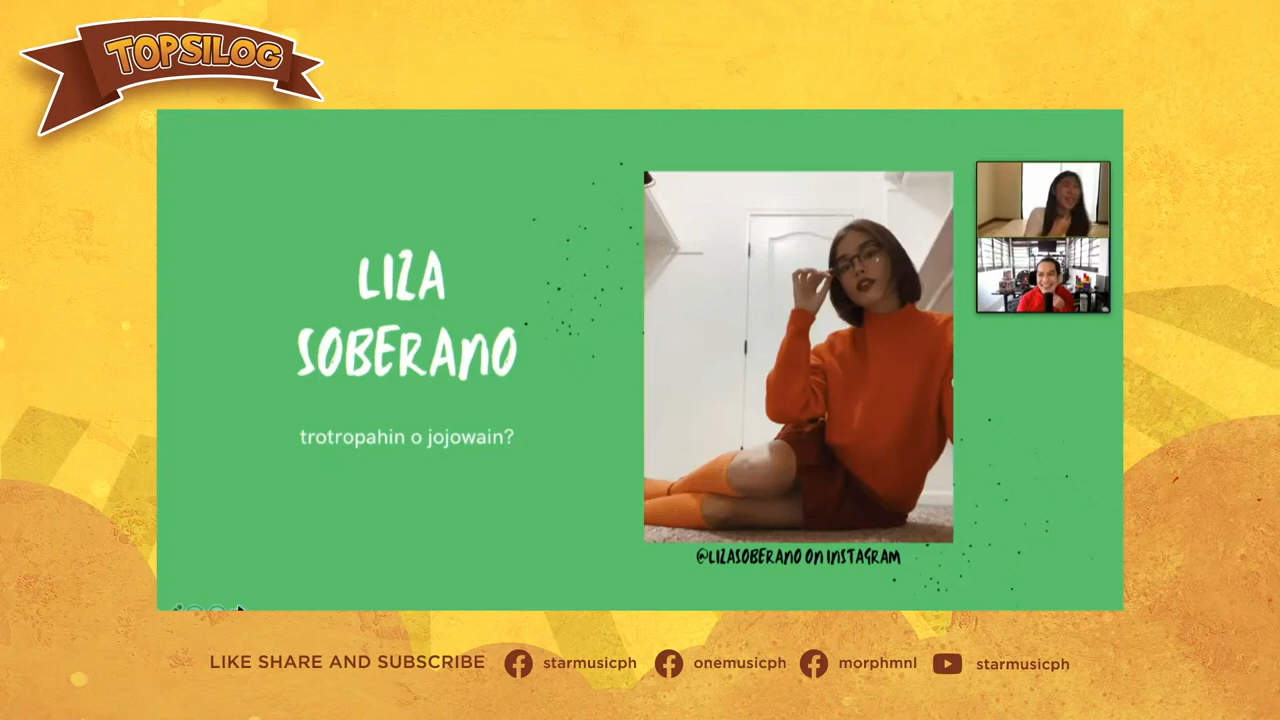 TOPSILOG
LIZA
SOBERANO
trotropahin o jojowain?
@LIZASOBERANO ON INSTAGRAM
LIKE SHARE AND SUBSCRIBE starmusicph onemusicph morphmnl starmusicph